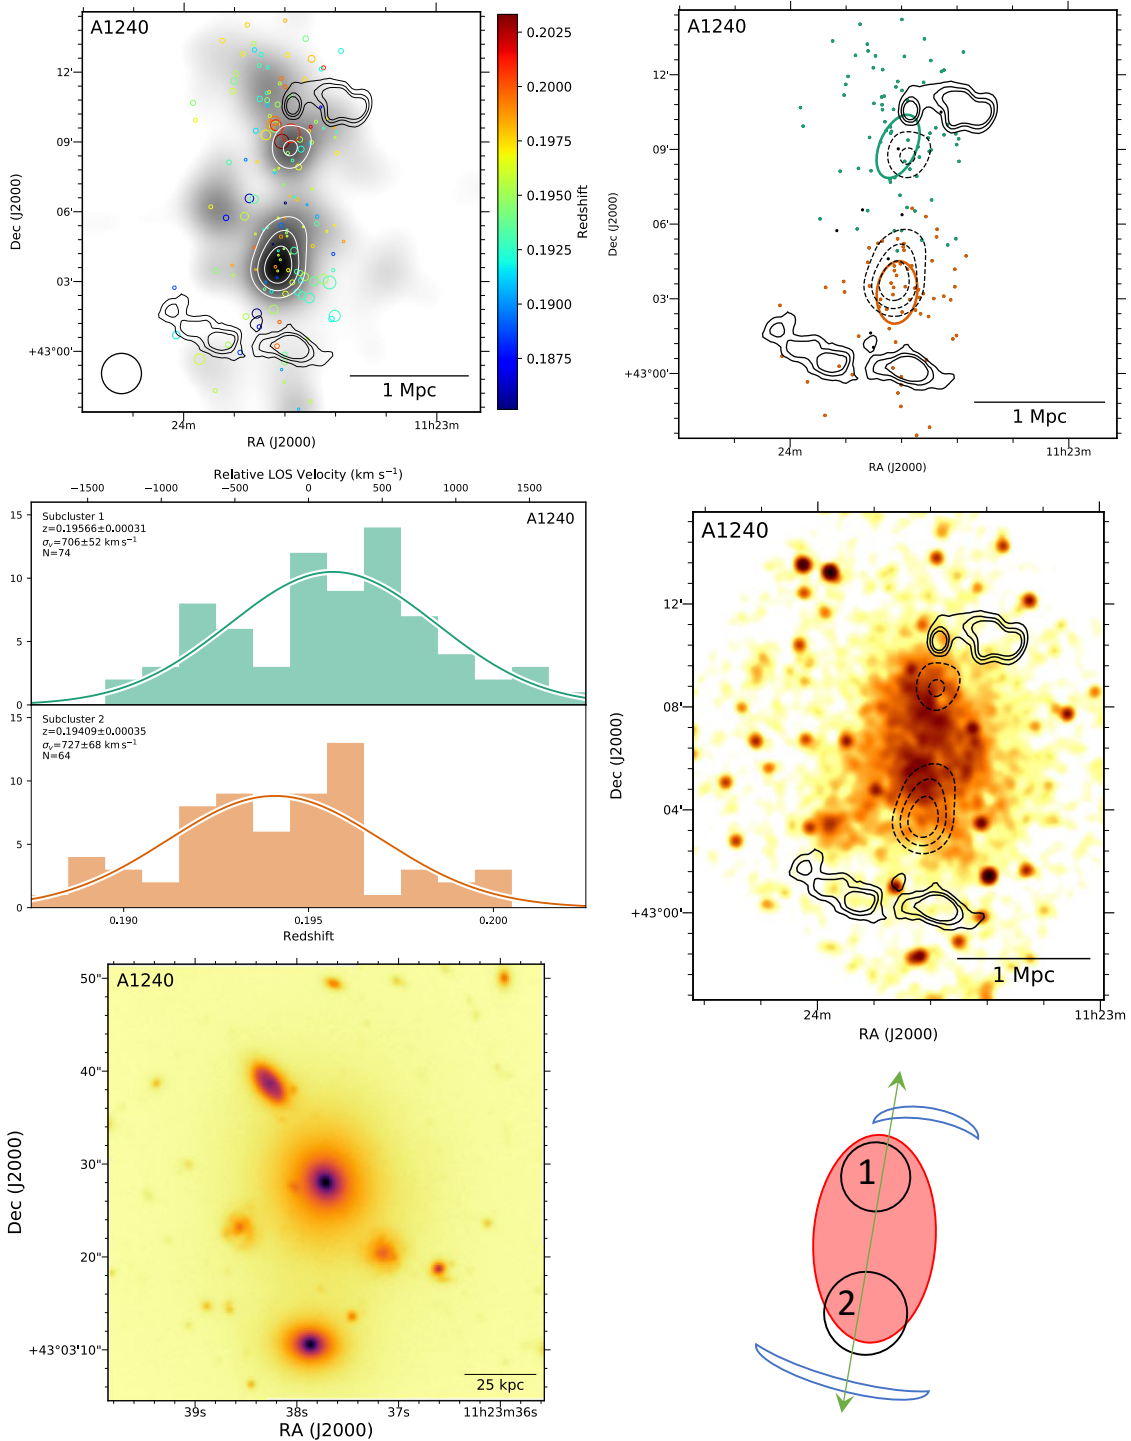 A1240
12'
09'
06'
03'
+43°00'
Dec (J2000)
24m
11h23m
RA (J2000)
1 Mpc
0.2025
0.2000
0.1975
0.1950
0.1925
0.1900
0.1875
Redshift
A1240
12'
09'
06'
03'
+43°00'
Dec (J2000)
24m
11h23m
RA (J2000)
1 Mpc
Relative LOS Velocity (km s⁻¹)
−1500 −1000 −500 0 500 1000 1500
Subcluster 1
z=0.19566±0.00031
σᵥ=706±52 km s⁻¹
N=74
A1240
15
10
5
0
Subcluster 2
z=0.19409±0.00035
σᵥ=727±68 km s⁻¹
N=64
15
10
5
0
0.190 0.195 0.200
Redshift
A1240
12'
08'
04'
+43°00'
Dec (J2000)
1 Mpc
24m
11h23m
RA (J2000)
A1240
50"
40"
30"
20"
+43°03'10"
Dec (J2000)
25 kpc
39s 38s 37s 11h23m36s
RA (J2000)
1
2